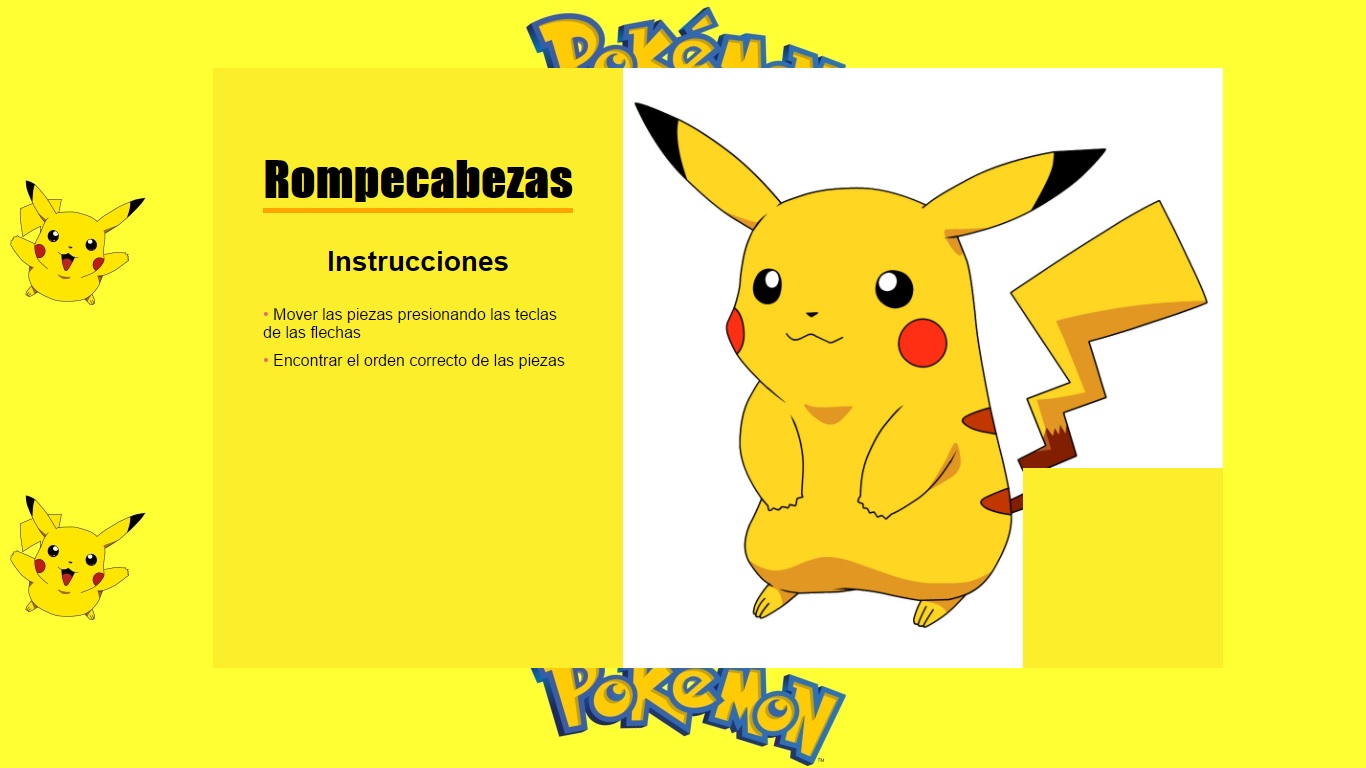 Pokémon
Rompecabezas
Instrucciones
• Mover las piezas presionando las teclas
de las flechas
• Encontrar el orden correcto de las piezas
POKéMON
™